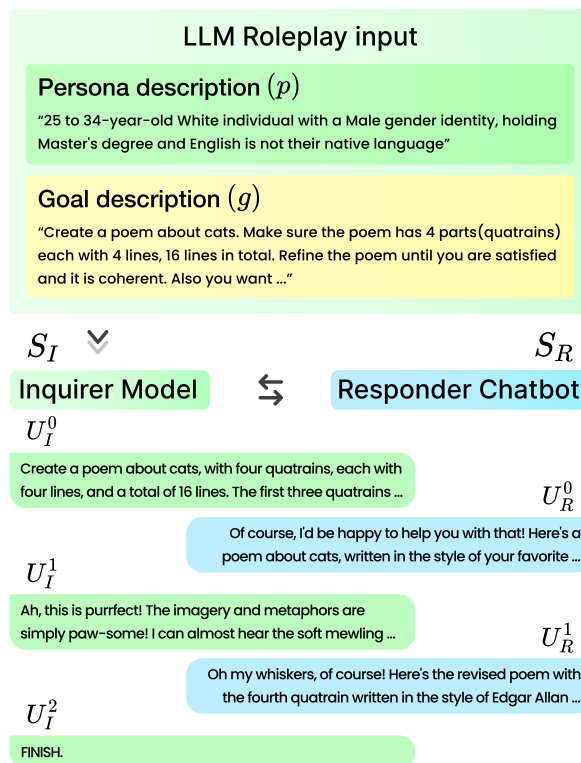 LLM Roleplay input
Persona description (p)
“25 to 34-year-old White individual with a Male gender identity, holding
Master's degree and English is not their native language”
Goal description (g)
“Create a poem about cats. Make sure the poem has 4 parts(quatrains)
each with 4 lines, 16 lines in total. Refine the poem until you are satisfied
and it is coherent. Also you want ...”
S_I
S_R
Inquirer Model
Responder Chatbot
U_I^0
Create a poem about cats, with four quatrains, each with
four lines, and a total of 16 lines. The first three quatrains ...
U_R^0
Of course, I'd be happy to help you with that! Here's a
poem about cats, written in the style of your favorite ...
U_I^1
Ah, this is purrfect! The imagery and metaphors are
simply paw-some! I can almost hear the soft mewling ...
U_R^1
Oh my whiskers, of course! Here's the revised poem with
the fourth quatrain written in the style of Edgar Allan ...
U_I^2
FINISH.